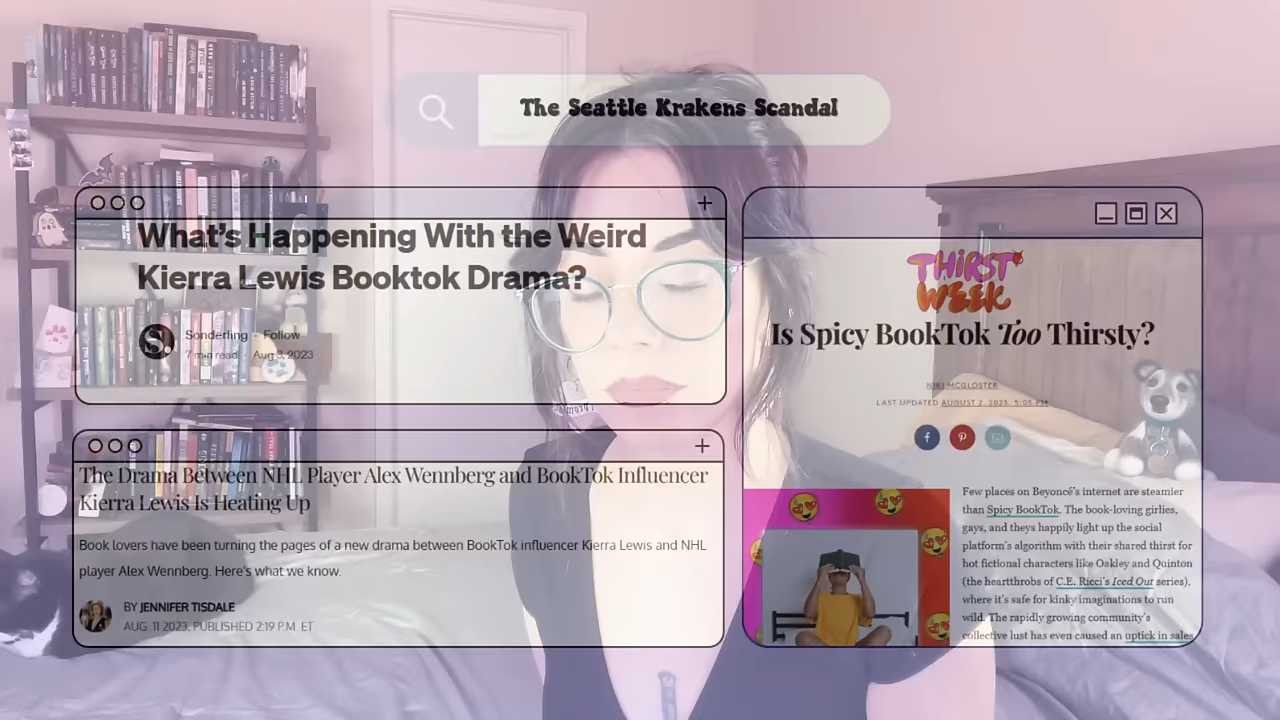 The Seattle Krakens Scandal
What's Happening With the Weird
Kierra Lewis Booktok Drama?
S
Sonderling · Follow
7 min read · Aug 8, 2023
The Drama Between NHL Player Alex Wennberg and BookTok Influencer
Kierra Lewis Is Heating Up
Book lovers have been turning the pages of a new drama between BookTok influencer Kierra Lewis and NHL
player Alex Wennberg. Here's what we know.
BY JENNIFER TISDALE
AUG. 11 2023, PUBLISHED 2:19 P.M. ET
THIRST
WEEK
Is Spicy BookTok Too Thirsty?
NIKI MCGLOSTER
LAST UPDATED AUGUST 2, 2023, 5:05 PM
Few places on Beyoncé's internet are steamier
than Spicy BookTok. The book-loving girlies,
gays, and theys happily light up the social
platform's algorithm with their shared thirst for
hot fictional characters like Oakley and Quinton
(the heartthrobs of C.E. Ricci's Iced Out series),
where it's safe for kinky imaginations to run
wild. The rapidly growing community's
collective lust has even caused an uptick in sales